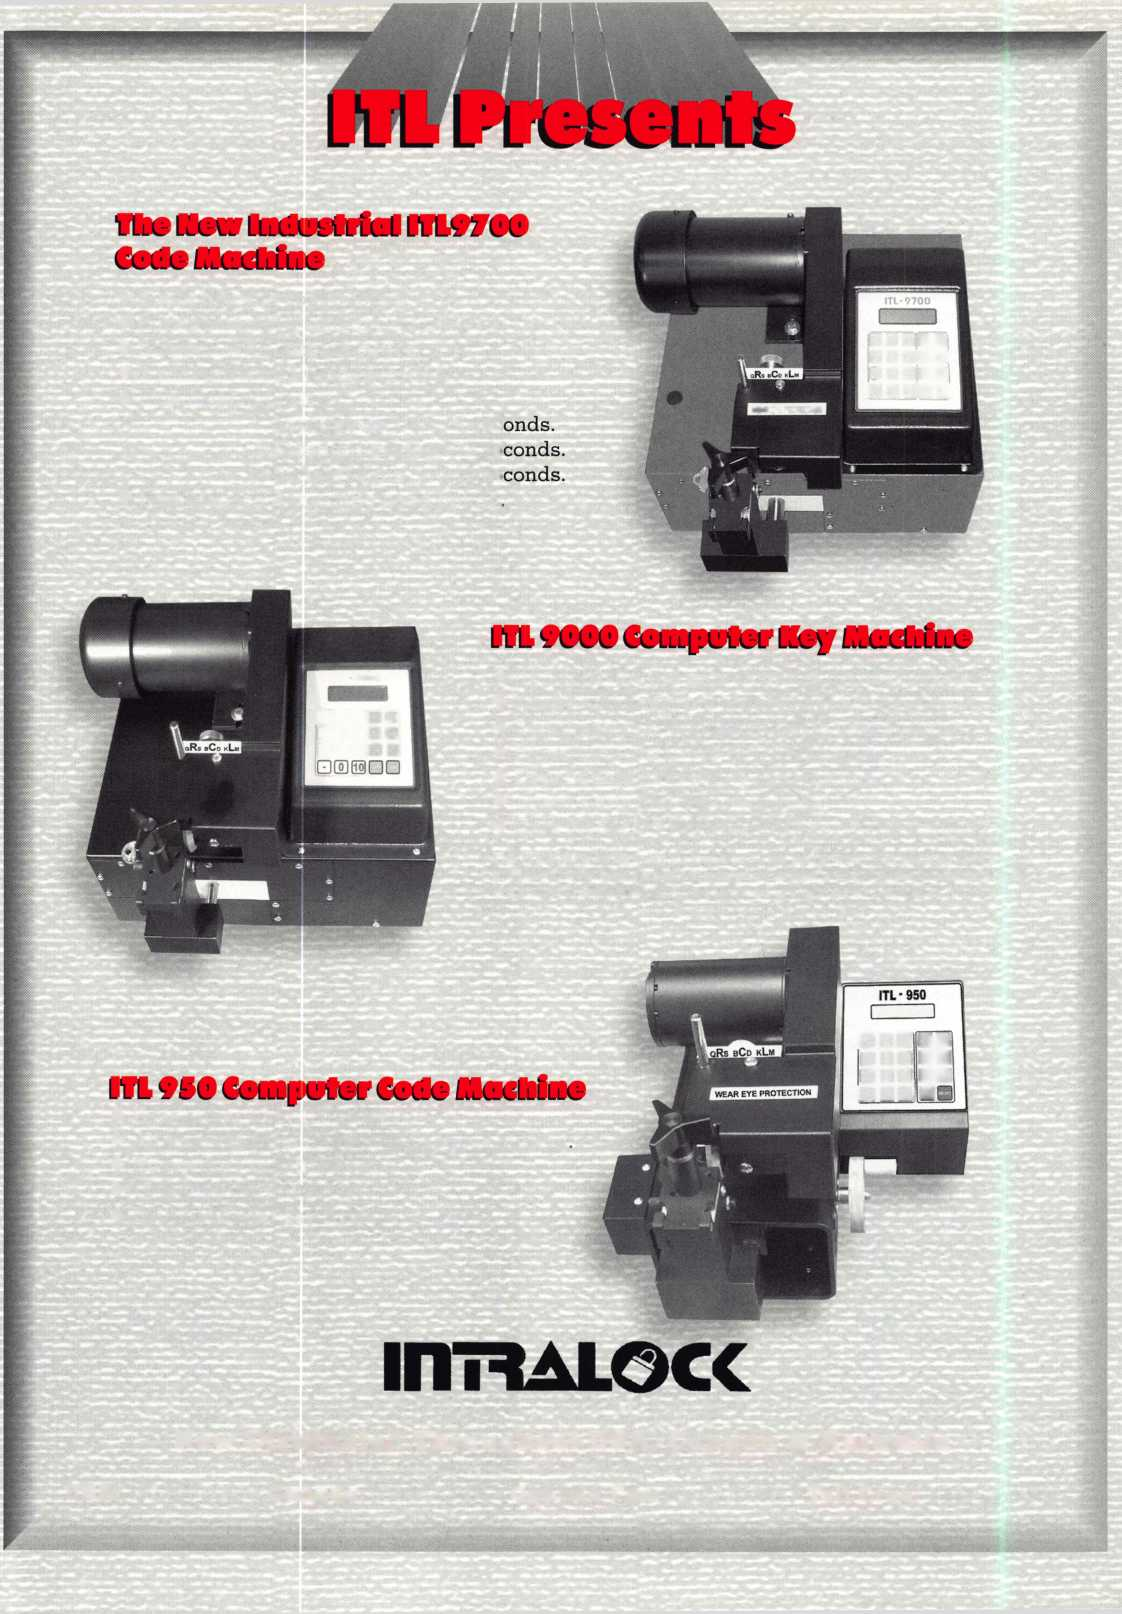 ITL Presents
The New Industrial ITL9700
Code Machine
ITL-9700
QRS BCD KLM
onds.
conds.
conds.
ITL 9000 Computer Key Machine
QRS BCD KLM
- 0 10
ITL - 950
QRS BCD KLM
WEAR EYE PROTECTION
ITL 950 Computer Code Machine
INTRALOCK